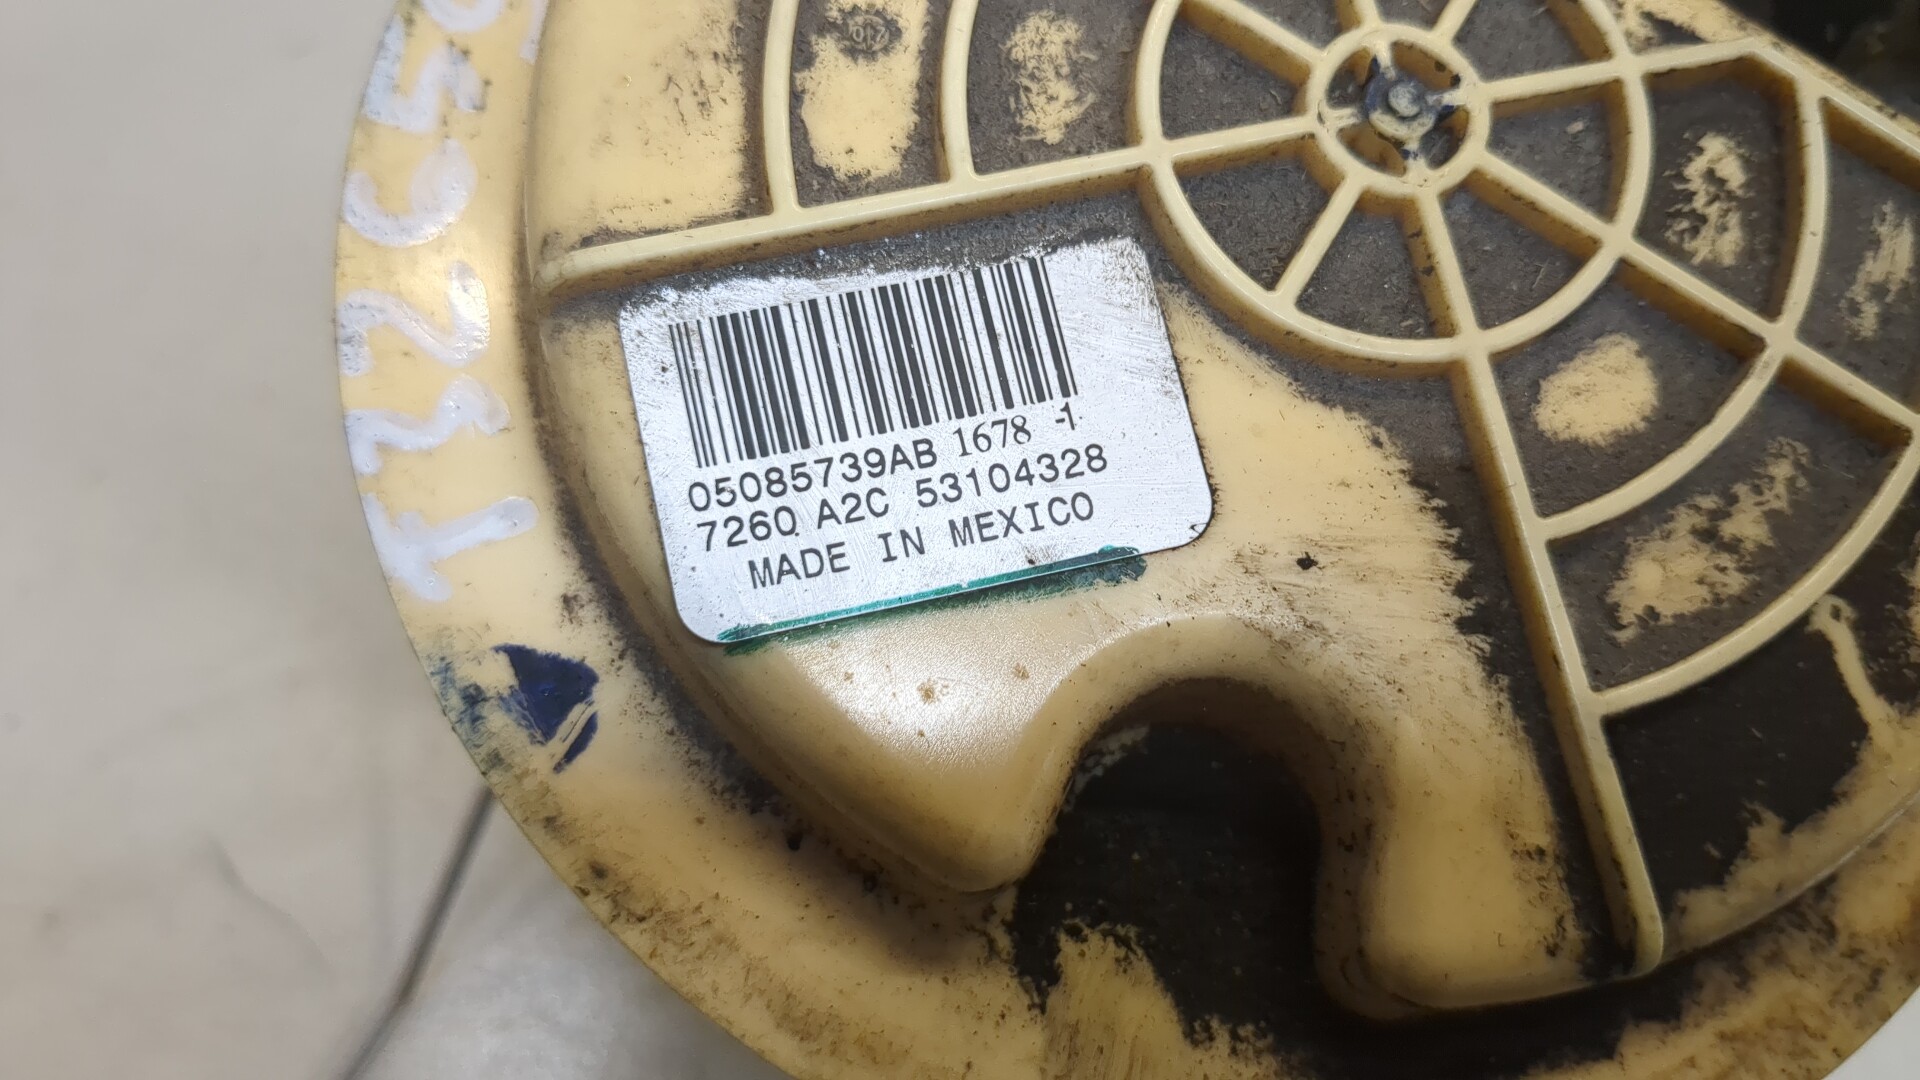 05085739AB 1678 -1
7260 A2C 53104328
MADE IN MEXICO